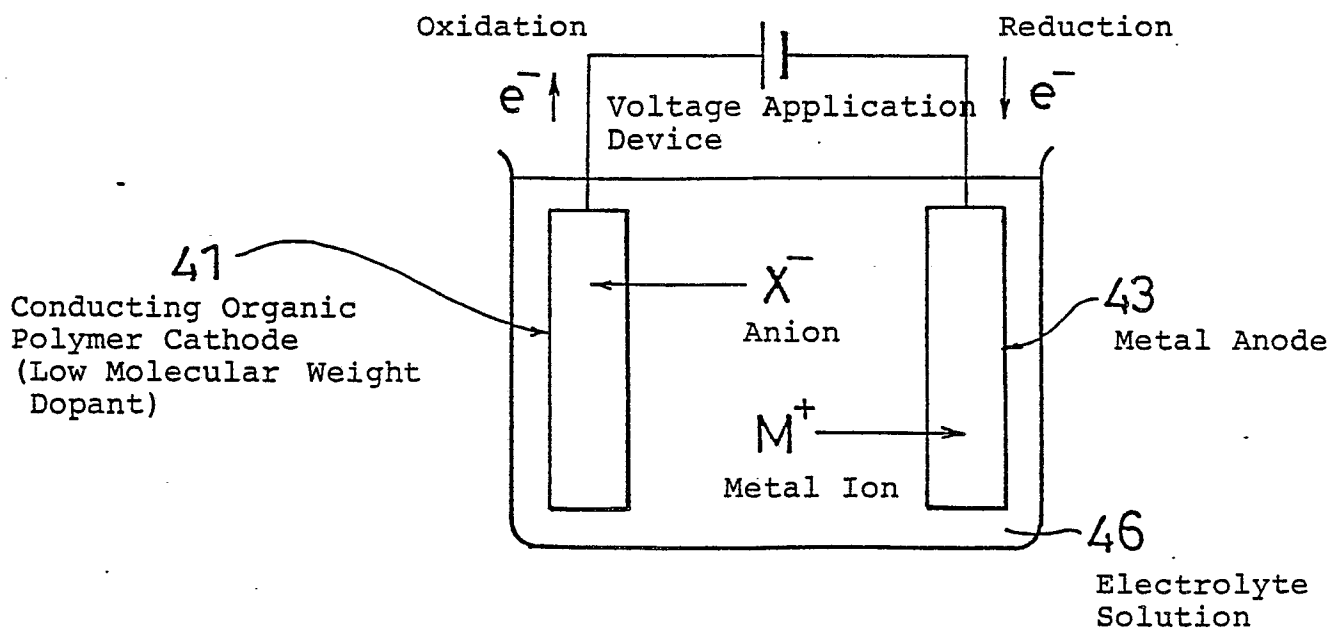 Oxidation
Reduction
e⁻
e⁻
Voltage Application
Device
41
Conducting Organic
Polymer Cathode
(Low Molecular Weight
Dopant)
X⁻
Anion
43
Metal Anode
M⁺
Metal Ion
46
Electrolyte
Solution